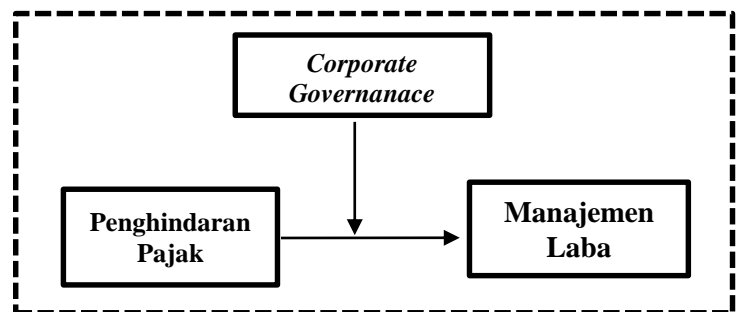 Corporate
Governanace
Penghindaran
Pajak
Manajemen
Laba